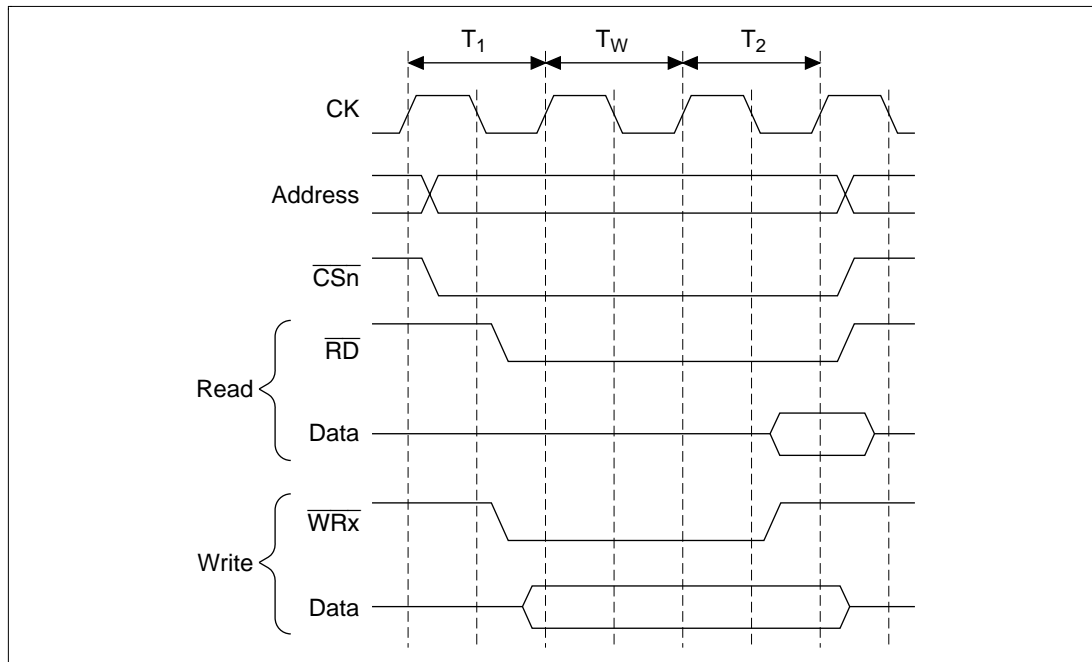 T1 TW T2
CK
Address
CSn
RD
Read
Data
WRx
Write
Data